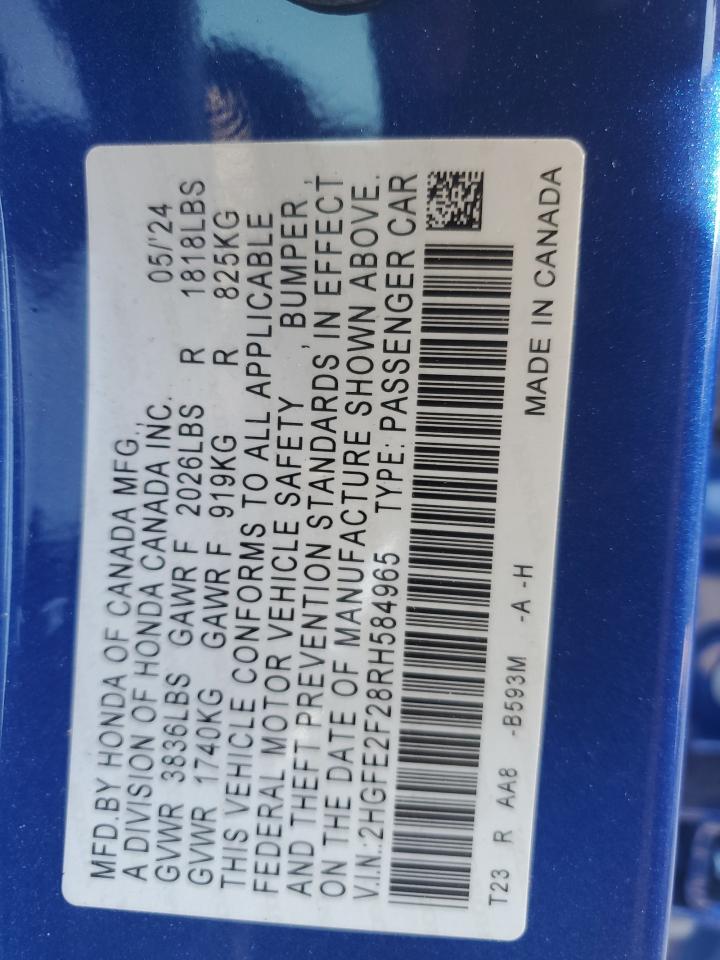 MFD.BY HONDA OF CANADA MFG., 05/'24
A DIVISION OF HONDA CANADA INC.
GVWR 3836LBS GAWR F 2026LBS R 1818LBS
GVWR 1740KG GAWR F 919KG R 825KG
THIS VEHICLE CONFORMS TO ALL APPLICABLE
FEDERAL MOTOR VEHICLE SAFETY , BUMPER ,
AND THEFT PREVENTION STANDARDS, IN EFFECT
ON THE DATE OF MANUFACTURE SHOWN ABOVE.
V.I.N.:2HGFE2F28RH584965 TYPE: PASSENGER CAR
T23 R AA8 -B593M -A -H
MADE IN CANADA